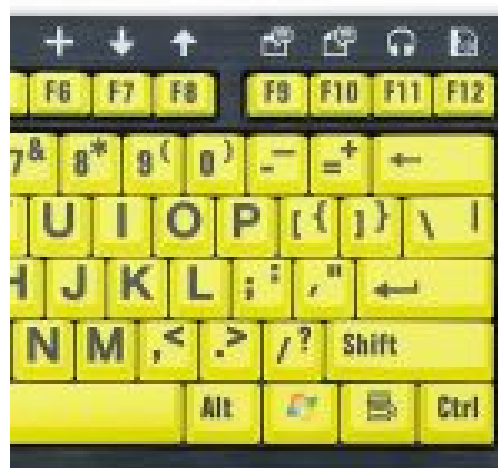 F6 F7 F8 F9 F10 F11 F12
7& 8* 9( 0) -_ =+
U I O P [{ ]} \|
H J K L ;: '"
N M ,< .> /? Shift
Alt Ctrl